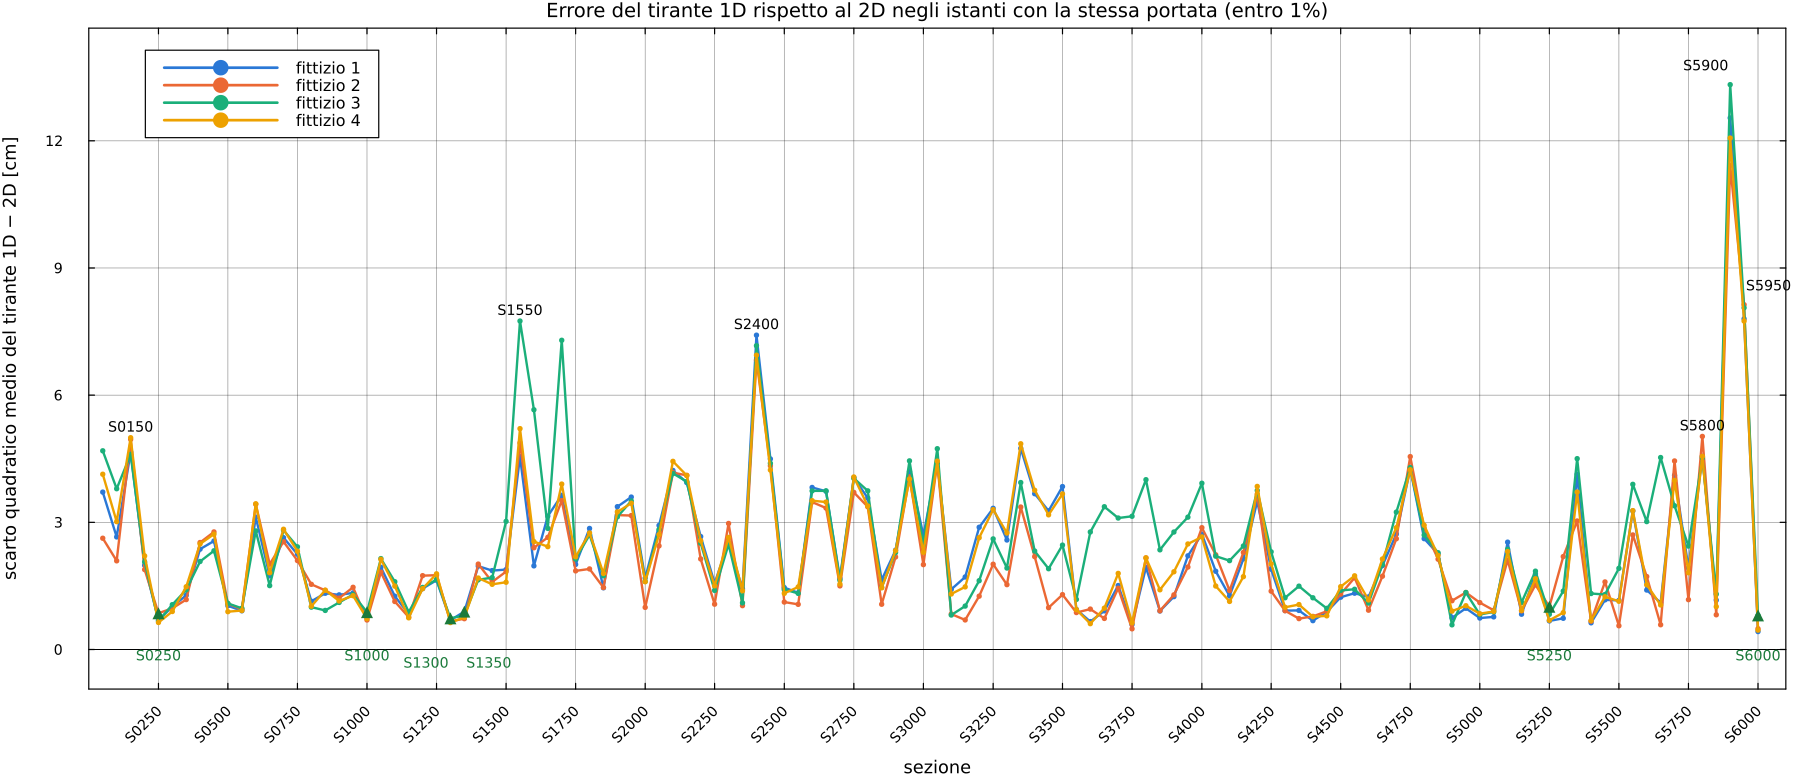 Errore del tirante 1D rispetto al 2D negli istanti con la stessa portata (entro 1%)
scarto quadratico medio del tirante 1D − 2D [cm]
fittizio 1
fittizio 2
fittizio 3
fittizio 4
S5900
12
9
S5950
S1550
S2400
6
S0150
S5800
3
0
S0250
S1000
S1300
S1350
S5250
S6000
S0250
S0500
S0750
S1000
S1250
S1500
S1750
S2000
S2250
S2500
S2750
S3000
S3250
S3500
S3750
S4000
S4250
S4500
S4750
S5000
S5250
S5500
S5750
S6000
sezione